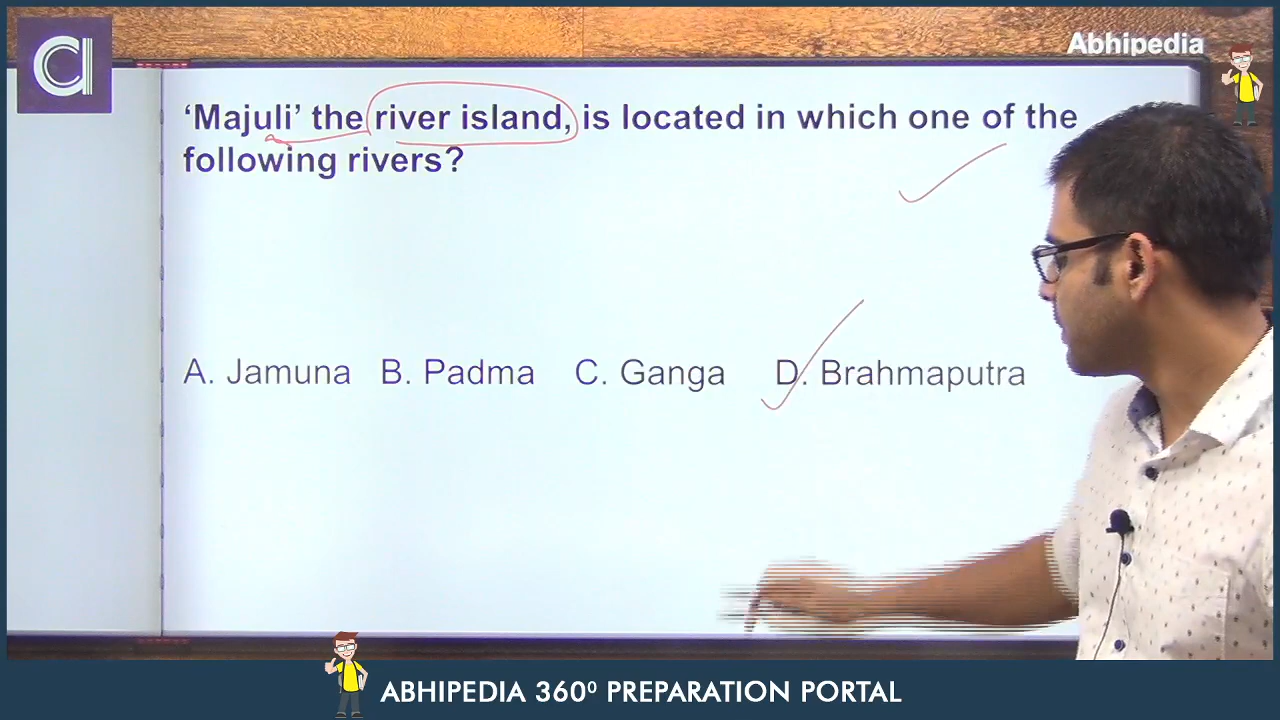 Abhipedia
‘Majuli’ the river island, is located in which one of the
following rivers?
A. Jamuna B. Padma C. Ganga D. Brahmaputra
ABHIPEDIA 360⁰ PREPARATION PORTAL